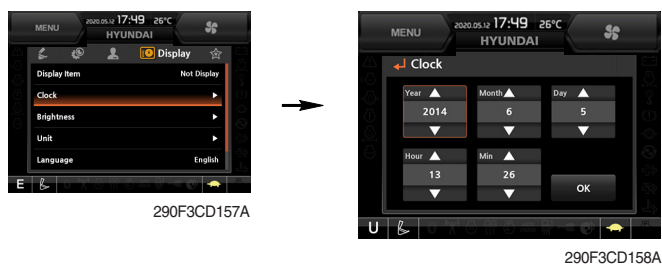 MENU
2020.05.12 17:49 26°C
HYUNDAI
Display
Display Item Not Display
Clock
Brightness
Unit
Language English
E
290F3CD157A
MENU
2020.05.12 17:49 26°C
HYUNDAI
Clock
Year Month Day
2014 6 5
Hour Min
13 26
OK
U
290F3CD158A